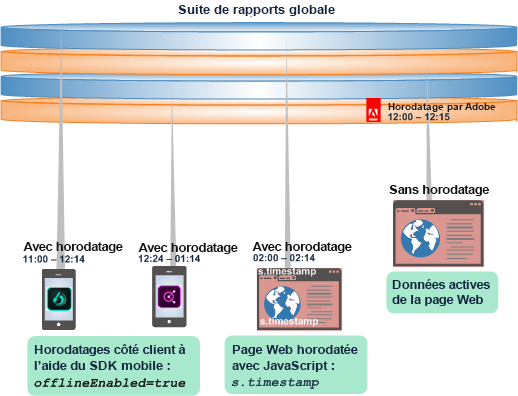 Suite de rapports globale
Horodatage par Adobe
12:00 – 12:15
Sans horodatage
Avec horodatage
11:00 – 12:14
Avec horodatage
12:24 – 01:14
Avec horodatage
02:00 – 02:14
s.timestamp
s.timestamp
Données actives
de la page Web
Horodatages côté client à
l’aide du SDK mobile :
offlineEnabled=true
Page Web horodatée
avec JavaScript :
s.timestamp